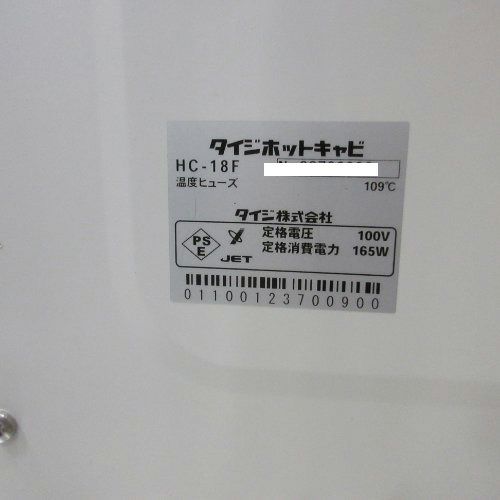 タイジホットキャビ
HC-18F
温度ヒューズ 109℃
タイジ株式会社
PS E 定格電圧 100V
JET 定格消費電力 165W
01100123700900